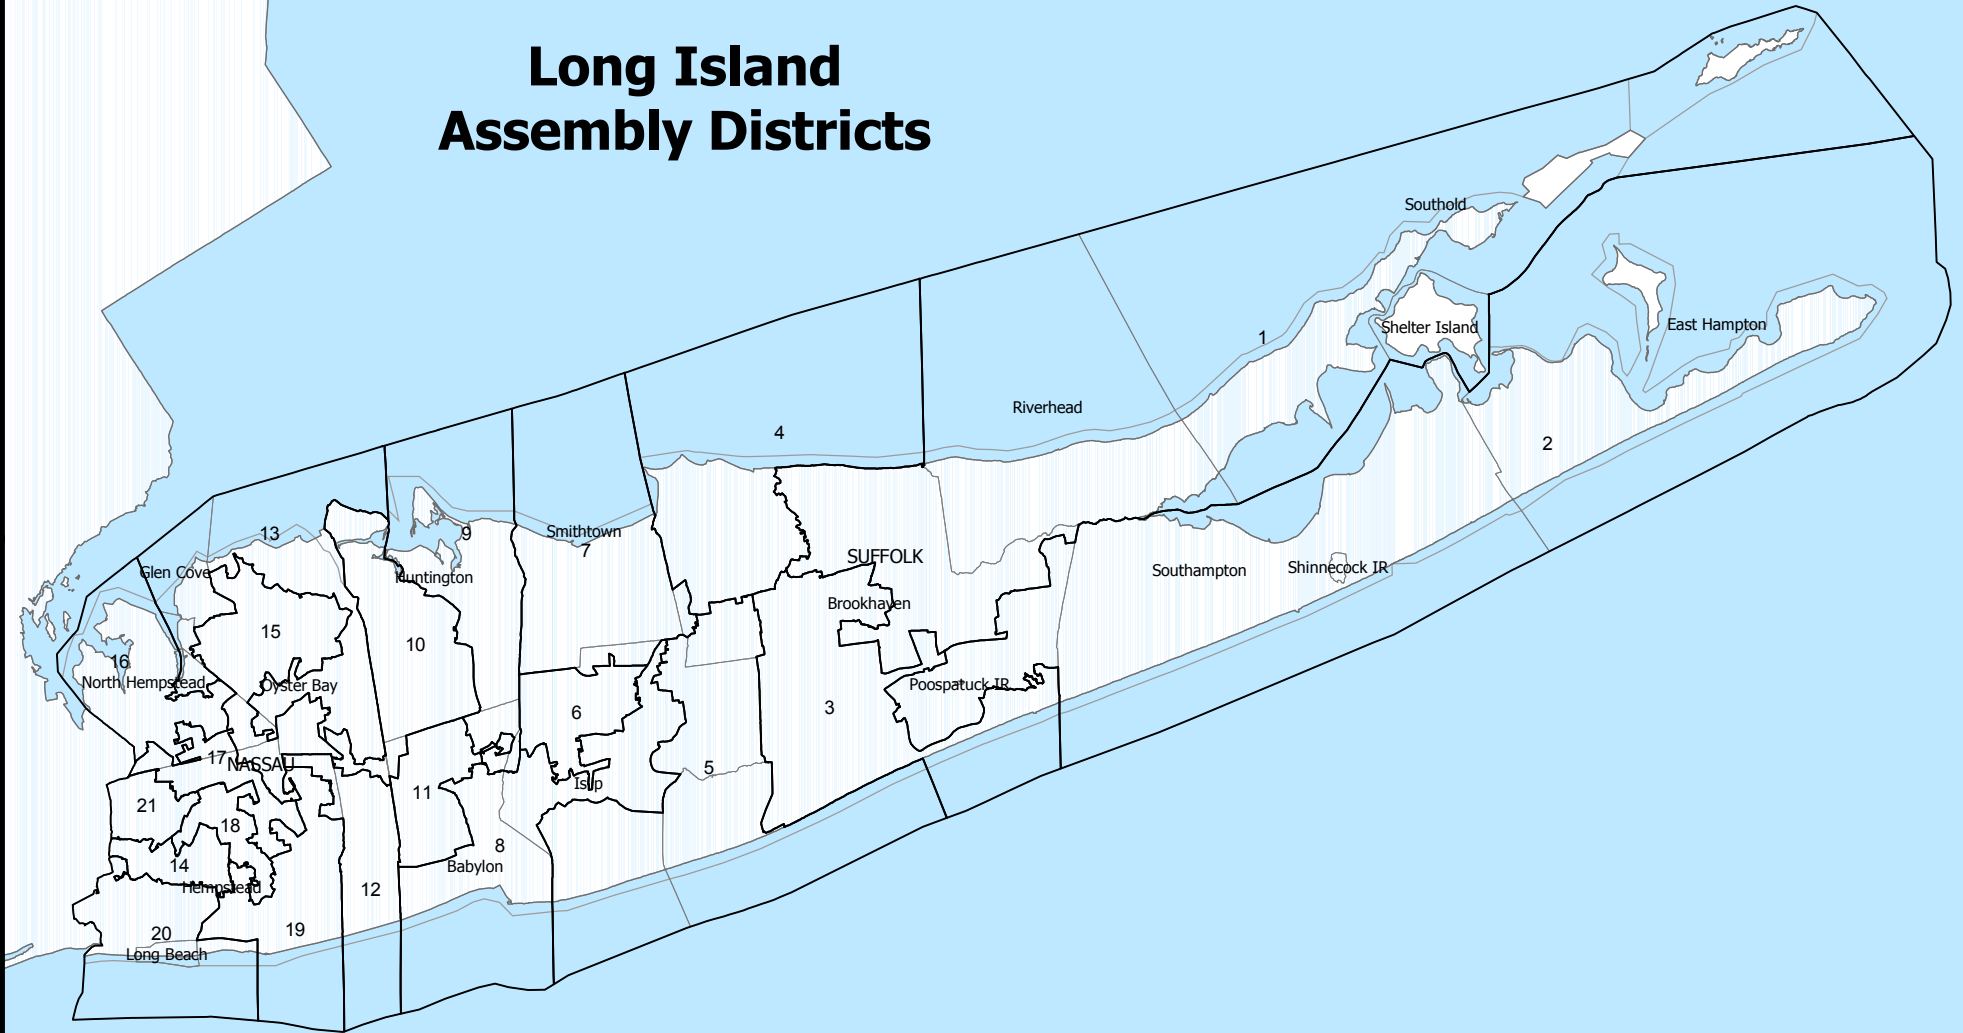 Long Island
Assembly Districts
Southold
1
Shelter Island
East Hampton
Riverhead
4
2
13
9
Smithtown
7
SUFFOLK
Glen Cove
Huntington
Southampton
Shinnecock IR
Brookhaven
15
10
16
North Hempstead
Oyster Bay
Poospatuck IR
6
3
17
NASSAU
5
Islip
21
11
18
8
14
Babylon
Hempstead
12
20
19
Long Beach